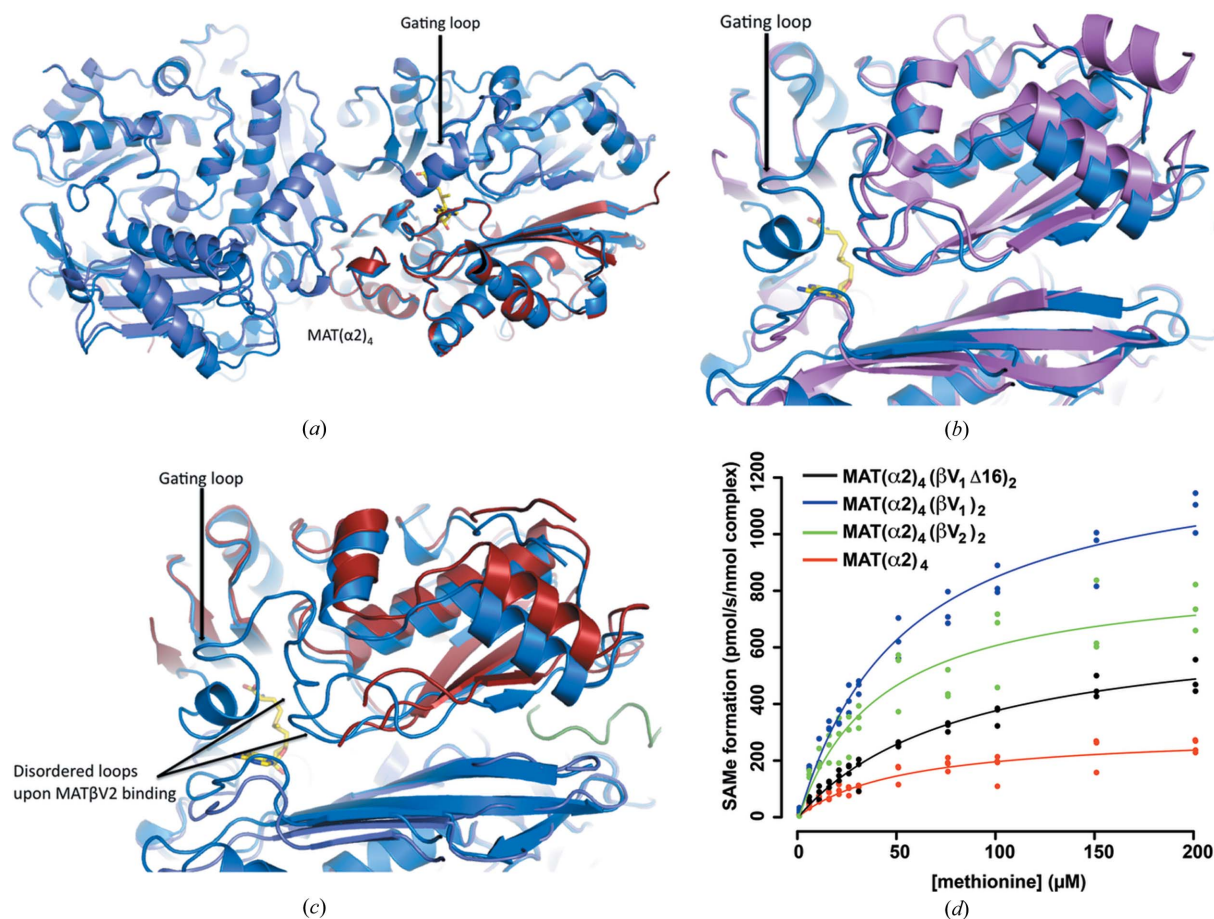 Gating loop
MAT(α2)₄
(a)
Gating loop
(b)
Gating loop
Disordered loops
upon MATβV2 binding
(c)
SAMe formation (pmol/s/nmol complex)
1200
1000
800
600
400
200
0
MAT(α2)₄(βV₁ Δ16)₂
MAT(α2)₄(βV₁)₂
MAT(α2)₄(βV₂)₂
MAT(α2)₄
0 50 100 150 200
[methionine] (μM)
(d)